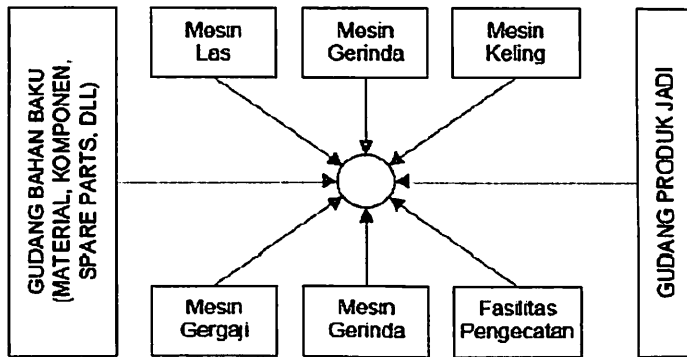 GUDANG BAHAN BAKU
(MATERIAL, KOMPONEN,
SPARE PARTS, DLL)
Mesin
Las
Mesin
Gerinda
Mesin
Keling
Mesin
Gergaji
Mesin
Gerinda
Fasilitas
Pengecatan
GUDANG PRODUK JADI